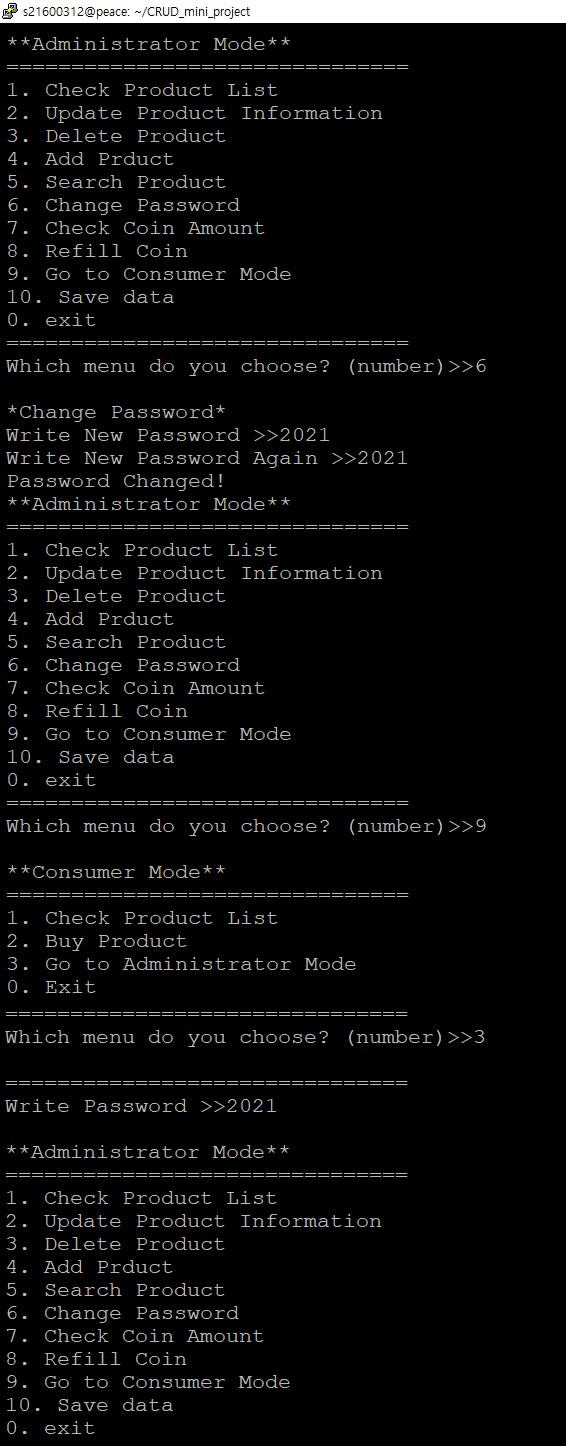 s21600312@peace: ~/CRUD_mini_project
**Administrator Mode**
===============================
1. Check Product List
2. Update Product Information
3. Delete Product
4. Add Prduct
5. Search Product
6. Change Password
7. Check Coin Amount
8. Refill Coin
9. Go to Consumer Mode
10. Save data
0. exit
===============================
Which menu do you choose? (number)>>6
*Change Password*
Write New Password >>2021
Write New Password Again >>2021
Password Changed!
**Administrator Mode**
===============================
1. Check Product List
2. Update Product Information
3. Delete Product
4. Add Prduct
5. Search Product
6. Change Password
7. Check Coin Amount
8. Refill Coin
9. Go to Consumer Mode
10. Save data
0. exit
===============================
Which menu do you choose? (number)>>9
**Consumer Mode**
===============================
1. Check Product List
2. Buy Product
3. Go to Administrator Mode
0. Exit
===============================
Which menu do you choose? (number)>>3
===============================
Write Password >>2021
**Administrator Mode**
===============================
1. Check Product List
2. Update Product Information
3. Delete Product
4. Add Prduct
5. Search Product
6. Change Password
7. Check Coin Amount
8. Refill Coin
9. Go to Consumer Mode
10. Save data
0. exit